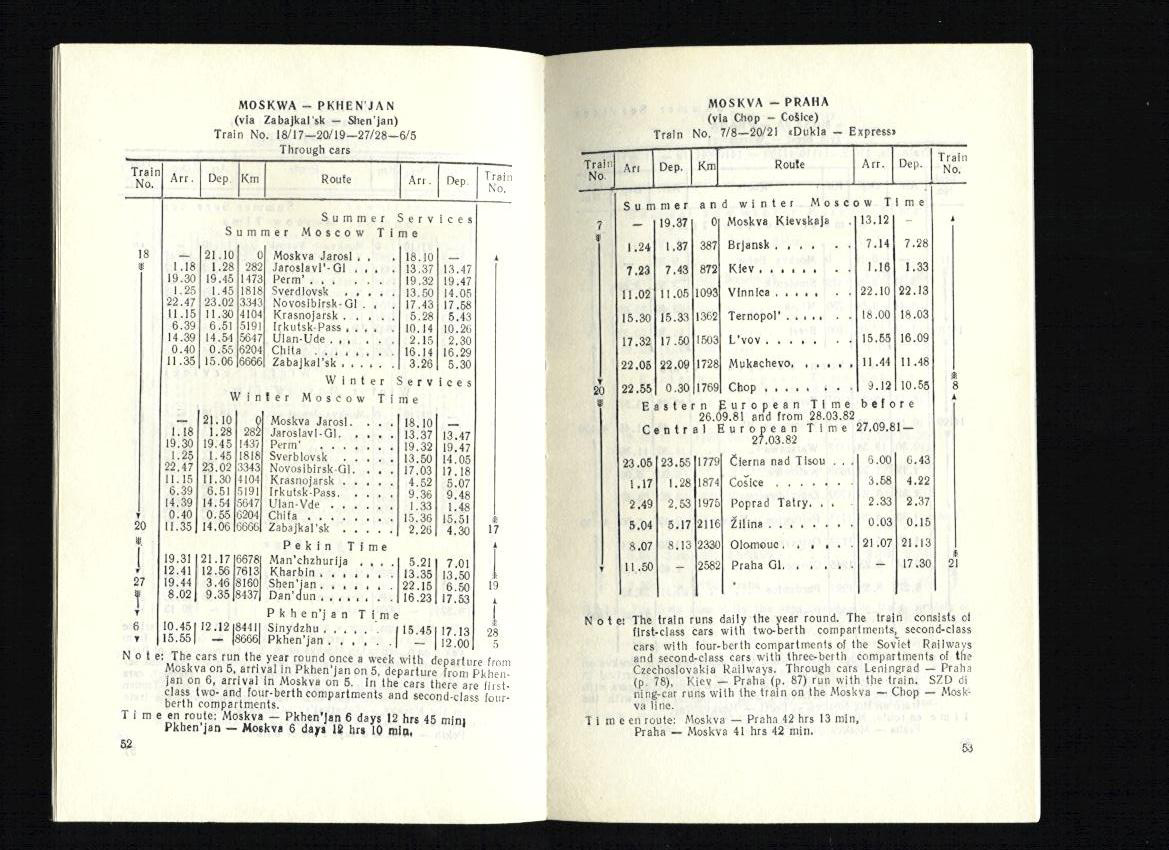 MOSKWA — PKHEN'JAN
(via Zabajkal'sk — Shen'jan)
Train No. 18/17—20/19—27/28—6/5
Through cars
Train No. Arr. Dep. Km Route Arr. Dep. Train No.
Summer Services
Summer Moscow Time
18 — 21.10 0 Moskva Jarosl . . 18.10 —
1.18 1.28 282 Jaroslavl'-Gl . . . . 13.37 13.47
19.30 19.45 1473 Perm' . . . . . . 19.32 19.47
1.25 1.45 1818 Sverdlovsk . . . . . 13.50 14.05
22.47 23.02 3343 Novosibirsk-Gl . . . 17.43 17.58
11.15 11.30 4104 Krasnojarsk . . . . . 5.28 5.43
6.39 6.51 5191 Irkutsk-Pass . . . . 10.14 10.26
14.39 14.54 5647 Ulan-Ude . . . . . 2.15 2.30
0.40 0.55 6204 Chita . . . . . . . 16.14 16.29
11.35 15.06 6666 Zabajkal'sk . . . . . 3.26 5.30
Winter Services
Winter Moscow Time
— 21.10 0 Moskva Jarosl. . . . 18.10 —
1.18 1.28 282 Jaroslavl-Gl. . . . . 13.37 13.47
19.30 19.45 1437 Perm' . . . . . . 19.32 19.47
1.25 1.45 1818 Sverblovsk . . . . . 13.50 14.05
22.47 23.02 3343 Novosibirsk-Gl. . . . 17.03 17.18
11.15 11.30 4104 Krasnojarsk . . . . 4.52 5.07
6.39 6.51 5191 Irkutsk-Pass. . . . . 9.36 9.48
14.39 14.54 5647 Ulan-Vde . . . . . 1.33 1.48
0.40 0.55 6204 Chita . . . . . . . 15.36 15.51
20 11.35 14.06 6666 Zabajkal'sk . . . . . 2.26 4.30 17
Pekin Time
19.31 21.17 6678 Man'chzhurija . . . . 5.21 7.01
12.41 12.56 7613 Kharbin . . . . . . 13.35 13.50
27 19.44 3.46 8160 Shen'jan . . . . . . 22.15 6.50 19
8.02 9.35 8437 Dan'dun . . . . . . 16.23 17.53
Pkhen'jan Time
6 10.45 12.12 8441 Sinydzhu . . . . . . 15.45 17.13 28
15.55 — 8666 Pkhen'jan . . . . . — 12.00 5
Note: The cars run the year round once a week with departure from
Moskva on 5, arrival in Pkhen'jan on 5, departure from Pkhen-
jan on 6, arrival in Moskva on 5. In the cars there are first-
class two- and four-berth compartments and second-class four-
berth compartments.
Time en route: Moskva — Pkhen'jan 6 days 12 hrs 45 min;
Pkhen'jan — Moskva 6 days 12 hrs 10 min.
52
MOSKVA — PRAHA
(via Chop — Cošice)
Train No. 7/8—20/21 «Dukla — Express»
Train No. Arr Dep. Km Route Arr. Dep. Train No.
Summer and winter Moscow Time
7 — 19.37 0 Moskva Kievskaja . 13.12 —
1.24 1.37 387 Brjansk . . . . . . 7.14 7.28
7.23 7.43 872 Kiev . . . . . . . . 1.16 1.33
11.02 11.05 1093 Vinnica . . . . . . . 22.10 22.13
15.30 15.33 1362 Ternopol' . . . . . . 18.00 18.03
17.32 17.50 1503 L'vov . . . . . . . 15.55 16.09
22.05 22.09 1728 Mukachevo. . . . . . 11.44 11.48
20 22.55 0.30 1769 Chop . . . . . . . . 9.12 10.55 8
Eastern European Time before
26.09.81 and from 28.03.82
Central European Time 27.09.81—
27.03.82
23.05 23.55 1779 Čierna nad Tisou . . . 6.00 6.43
1.17 1.28 1874 Cošice . . . . . . . 3.58 4.22
2.49 2.53 1975 Poprad Tatry. . . . 2.33 2.37
5.04 5.17 2116 Žilina . . . . . . . . 0.03 0.15
8.07 8.13 2330 Olomouc . . . . . . 21.07 21.13
11.50 — 2582 Praha Gl. . . . . . — 17.30 21
Note: The train runs daily the year round. The train consists of
first-class cars with two-berth compartments, second-class
cars with four-berth compartments of the Soviet Railways
and second-class cars with three-berth compartments of the
Czechoslovakia Railways. Through cars Leningrad — Praha
(p. 78), Kiev — Praha (p. 87) run with the train. SZD di
ning-car runs with the train on the Moskva — Chop — Mosk-
va line.
Time en route: Moskva — Praha 42 hrs 13 min,
Praha — Moskva 41 hrs 42 min.
53